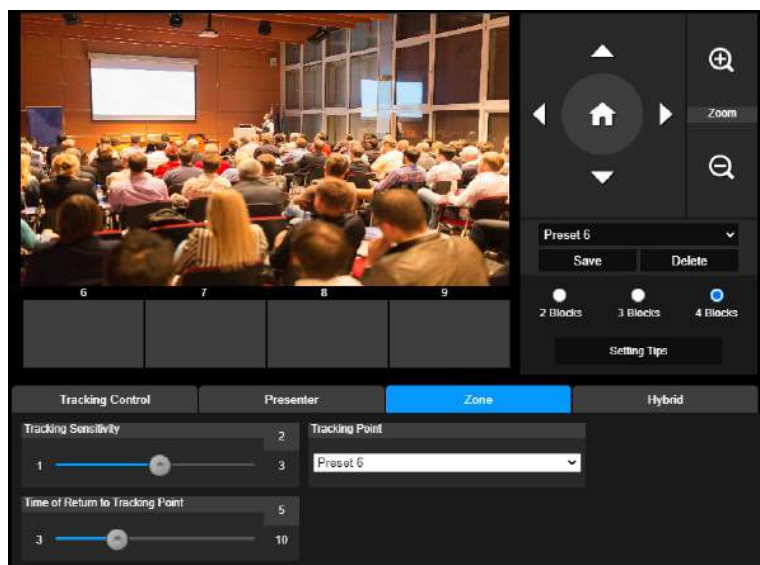 Zoom
Preset 6
Save Delete
6 7 8 9
2 Blocks 3 Blocks 4 Blocks
Setting Tips
Tracking Control Presenter Zone Hybrid
Tracking Sensitivity 2 Tracking Point
1 3 Preset 6
Time of Return to Tracking Point 5
3 10